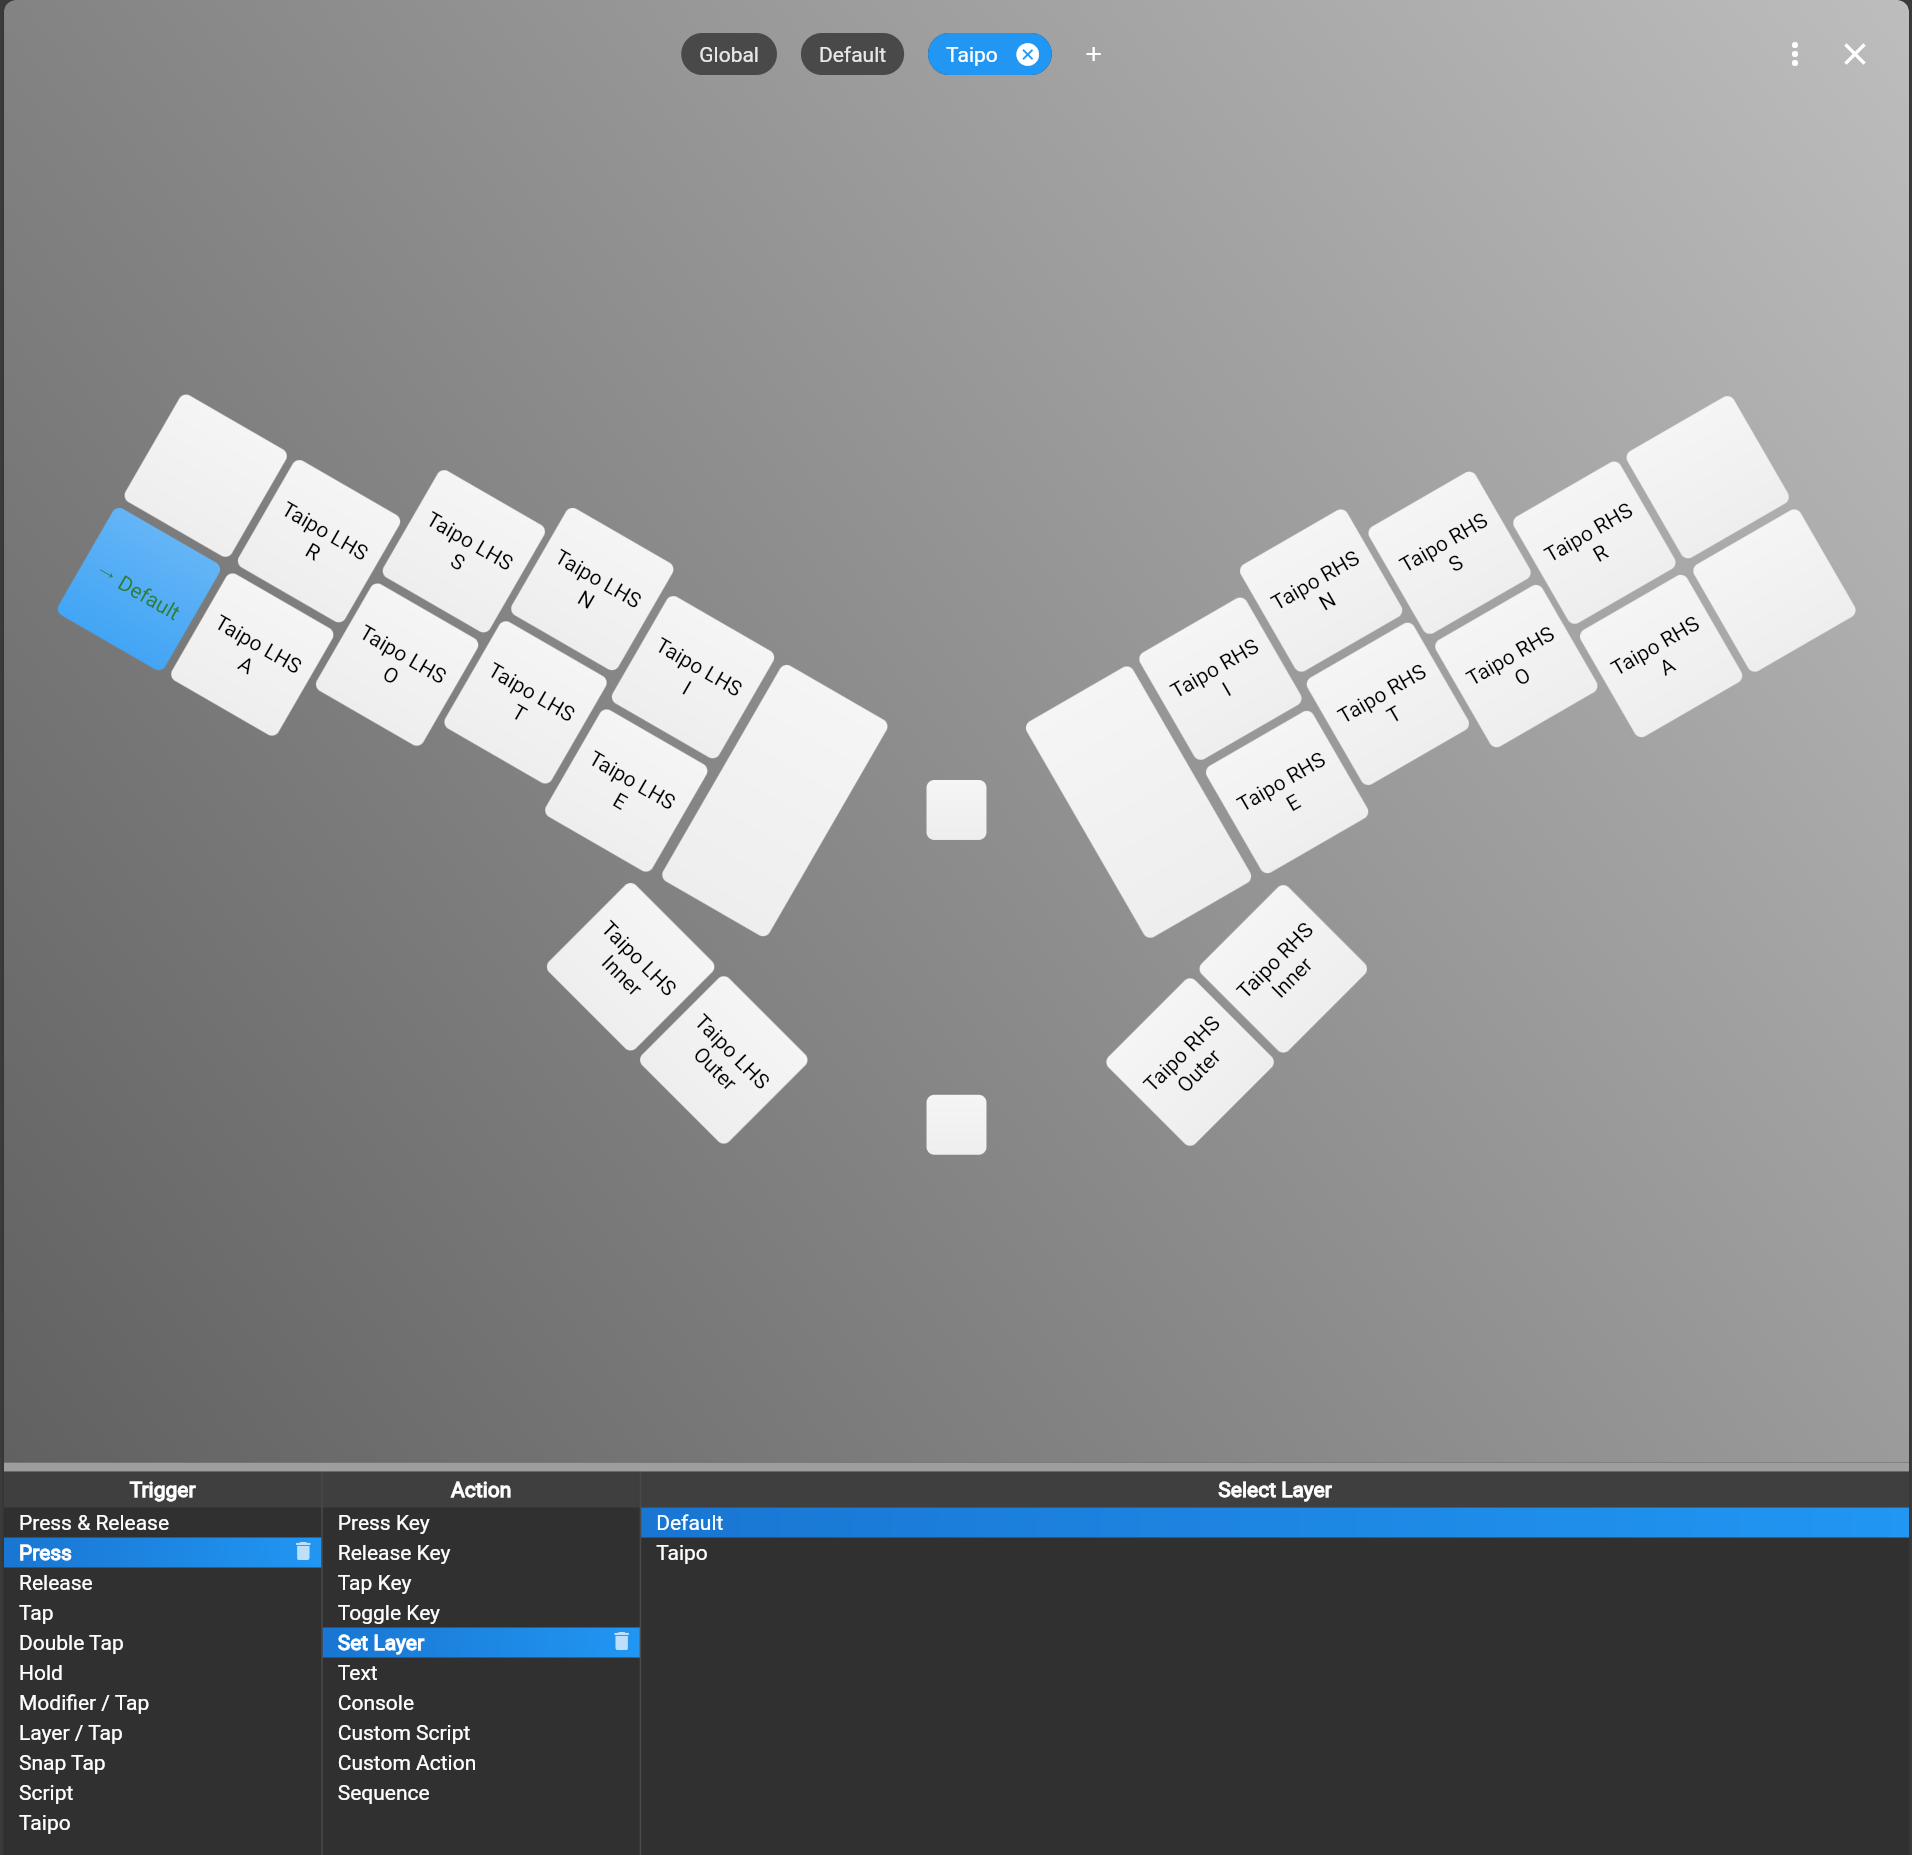 Global
Default
Taipo
+
Taipo LHS
R
Taipo LHS
S
Taipo LHS
N
Taipo LHS
I
→ Default
Taipo LHS
A
Taipo LHS
O
Taipo LHS
T
Taipo LHS
E
Taipo LHS
Inner
Taipo LHS
Outer
Taipo RHS
I
Taipo RHS
N
Taipo RHS
S
Taipo RHS
R
Taipo RHS
E
Taipo RHS
T
Taipo RHS
O
Taipo RHS
A
Taipo RHS
Inner
Taipo RHS
Outer
Trigger
Press & Release
Press
Release
Tap
Double Tap
Hold
Modifier / Tap
Layer / Tap
Snap Tap
Script
Taipo
Action
Press Key
Release Key
Tap Key
Toggle Key
Set Layer
Text
Console
Custom Script
Custom Action
Sequence
Select Layer
Default
Taipo